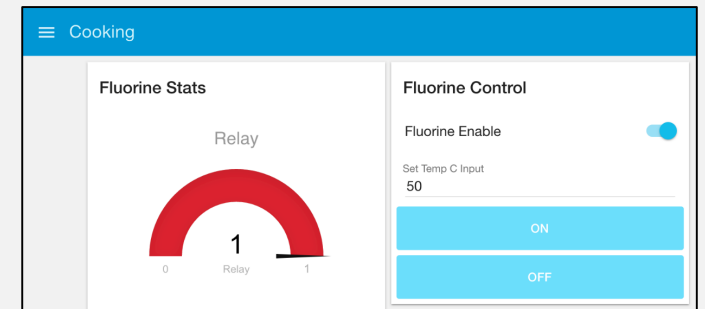 Cooking
Fluorine Stats
Relay
1
0
Relay
1
Fluorine Control
Fluorine Enable
Set Temp C Input
50
ON
OFF